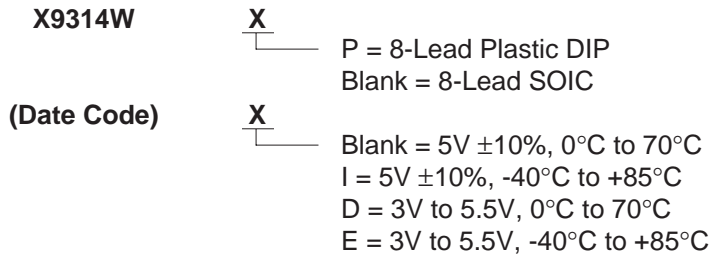 X9314W X
P = 8-Lead Plastic DIP
Blank = 8-Lead SOIC
(Date Code) X
Blank = 5V ±10%, 0°C to 70°C
I = 5V ±10%, -40°C to +85°C
D = 3V to 5.5V, 0°C to 70°C
E = 3V to 5.5V, -40°C to +85°C